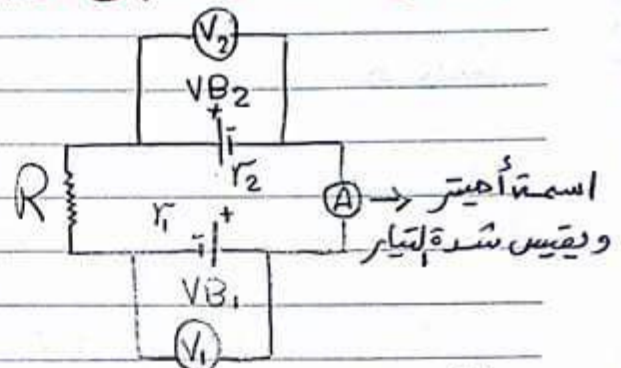 V2
VB2
+ -
r2
R
A → اسمه أميتر
ويقيس شدة التيار
r1
- +
VB1
V1